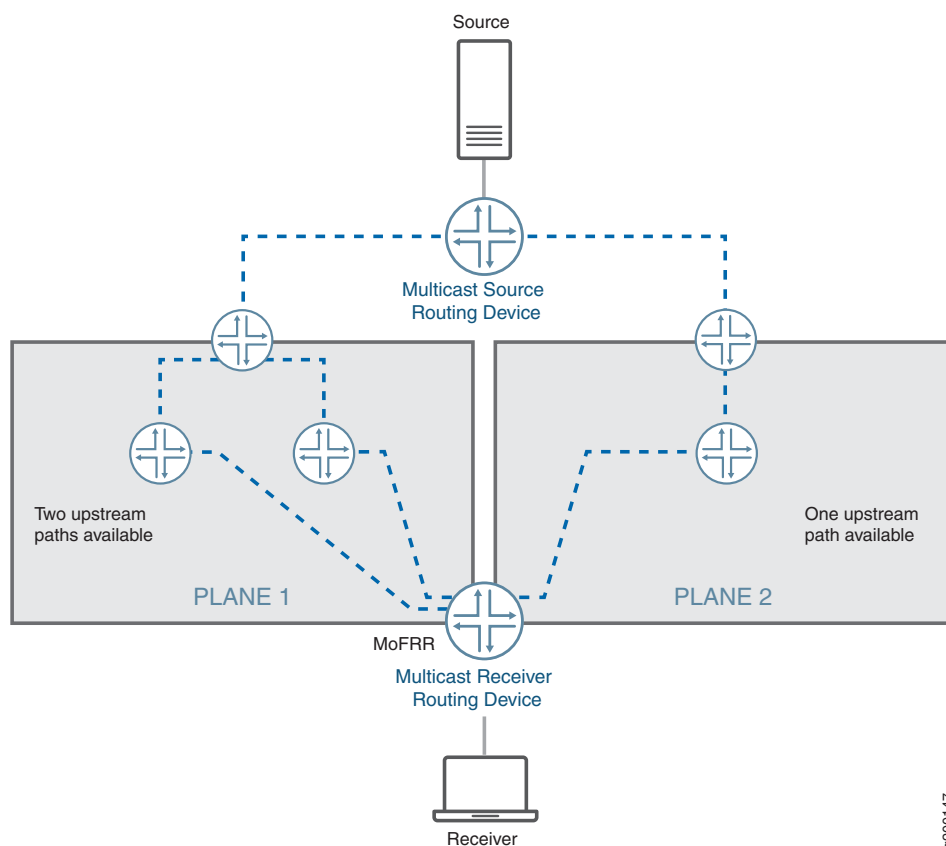 Source
Multicast Source
Routing Device
Two upstream
paths available
One upstream
path available
PLANE 1
PLANE 2
MoFRR
Multicast Receiver
Routing Device
Receiver